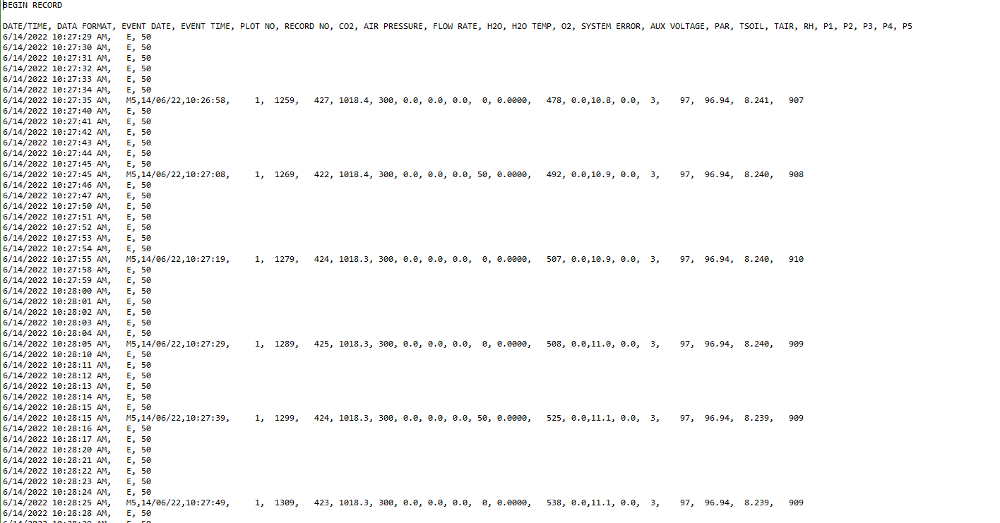 BEGIN RECORD
DATE/TIME, DATA FORMAT, EVENT DATE, EVENT TIME, PLOT NO, RECORD NO, CO2, AIR PRESSURE, FLOW RATE, H2O, H2O TEMP, O2, SYSTEM ERROR, AUX VOLTAGE, PAR, TSOIL, TAIR, RH, P1, P2, P3, P4, P5
6/14/2022 10:27:29 AM,   E, 50
6/14/2022 10:27:30 AM,   E, 50
6/14/2022 10:27:31 AM,   E, 50
6/14/2022 10:27:32 AM,   E, 50
6/14/2022 10:27:33 AM,   E, 50
6/14/2022 10:27:34 AM,   E, 50
6/14/2022 10:27:35 AM,   M5,14/06/22,10:26:58,     1,  1259,   427, 1018.4, 300, 0.0, 0.0, 0.0,  0, 0.0000,   478, 0.0,10.8, 0.0,  3,    97,  96.94,  8.241,   907
6/14/2022 10:27:40 AM,   E, 50
6/14/2022 10:27:41 AM,   E, 50
6/14/2022 10:27:42 AM,   E, 50
6/14/2022 10:27:43 AM,   E, 50
6/14/2022 10:27:44 AM,   E, 50
6/14/2022 10:27:45 AM,   E, 50
6/14/2022 10:27:45 AM,   M5,14/06/22,10:27:08,     1,  1269,   422, 1018.4, 300, 0.0, 0.0, 0.0, 50, 0.0000,   492, 0.0,10.9, 0.0,  3,    97,  96.94,  8.240,   908
6/14/2022 10:27:46 AM,   E, 50
6/14/2022 10:27:47 AM,   E, 50
6/14/2022 10:27:50 AM,   E, 50
6/14/2022 10:27:51 AM,   E, 50
6/14/2022 10:27:52 AM,   E, 50
6/14/2022 10:27:53 AM,   E, 50
6/14/2022 10:27:54 AM,   E, 50
6/14/2022 10:27:55 AM,   M5,14/06/22,10:27:19,     1,  1279,   424, 1018.3, 300, 0.0, 0.0, 0.0,  0, 0.0000,   507, 0.0,10.9, 0.0,  3,    97,  96.94,  8.240,   910
6/14/2022 10:27:58 AM,   E, 50
6/14/2022 10:27:59 AM,   E, 50
6/14/2022 10:28:00 AM,   E, 50
6/14/2022 10:28:01 AM,   E, 50
6/14/2022 10:28:02 AM,   E, 50
6/14/2022 10:28:03 AM,   E, 50
6/14/2022 10:28:04 AM,   E, 50
6/14/2022 10:28:05 AM,   M5,14/06/22,10:27:29,     1,  1289,   425, 1018.3, 300, 0.0, 0.0, 0.0,  0, 0.0000,   508, 0.0,11.0, 0.0,  3,    97,  96.94,  8.240,   909
6/14/2022 10:28:10 AM,   E, 50
6/14/2022 10:28:11 AM,   E, 50
6/14/2022 10:28:12 AM,   E, 50
6/14/2022 10:28:13 AM,   E, 50
6/14/2022 10:28:14 AM,   E, 50
6/14/2022 10:28:15 AM,   E, 50
6/14/2022 10:28:15 AM,   M5,14/06/22,10:27:39,     1,  1299,   424, 1018.3, 300, 0.0, 0.0, 0.0, 50, 0.0000,   525, 0.0,11.1, 0.0,  3,    97,  96.94,  8.239,   909
6/14/2022 10:28:16 AM,   E, 50
6/14/2022 10:28:17 AM,   E, 50
6/14/2022 10:28:20 AM,   E, 50
6/14/2022 10:28:21 AM,   E, 50
6/14/2022 10:28:22 AM,   E, 50
6/14/2022 10:28:23 AM,   E, 50
6/14/2022 10:28:24 AM,   E, 50
6/14/2022 10:28:25 AM,   M5,14/06/22,10:27:49,     1,  1309,   423, 1018.3, 300, 0.0, 0.0, 0.0,  0, 0.0000,   538, 0.0,11.1, 0.0,  3,    97,  96.94,  8.239,   909
6/14/2022 10:28:28 AM,   E, 50